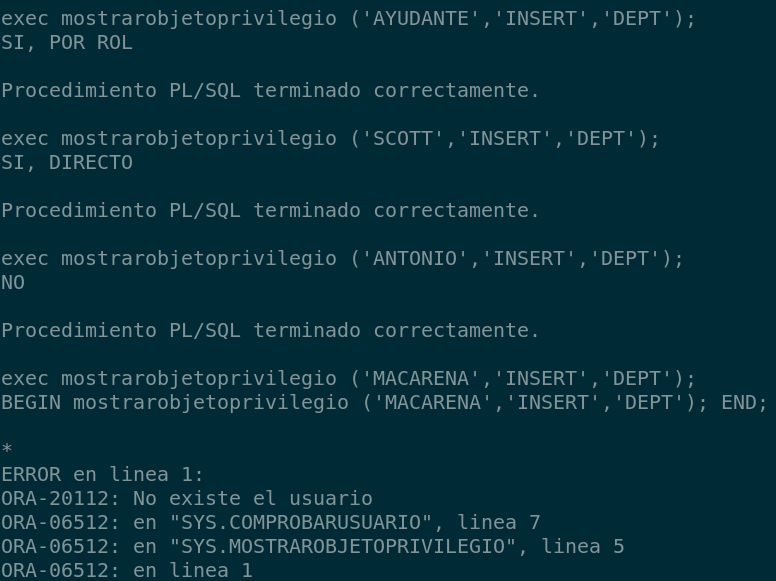 exec mostrarobjetoprivilegio ('AYUDANTE','INSERT','DEPT');
SI, POR ROL
Procedimiento PL/SQL terminado correctamente.
exec mostrarobjetoprivilegio ('SCOTT','INSERT','DEPT');
SI, DIRECTO
Procedimiento PL/SQL terminado correctamente.
exec mostrarobjetoprivilegio ('ANTONIO','INSERT','DEPT');
NO
Procedimiento PL/SQL terminado correctamente.
exec mostrarobjetoprivilegio ('MACARENA','INSERT','DEPT');
BEGIN mostrarobjetoprivilegio ('MACARENA','INSERT','DEPT'); END;
*
ERROR en linea 1:
ORA-20112: No existe el usuario
ORA-06512: en "SYS.COMPROBARUSUARIO", linea 7
ORA-06512: en "SYS.MOSTRAROBJETOPRIVILEGIO", linea 5
ORA-06512: en linea 1